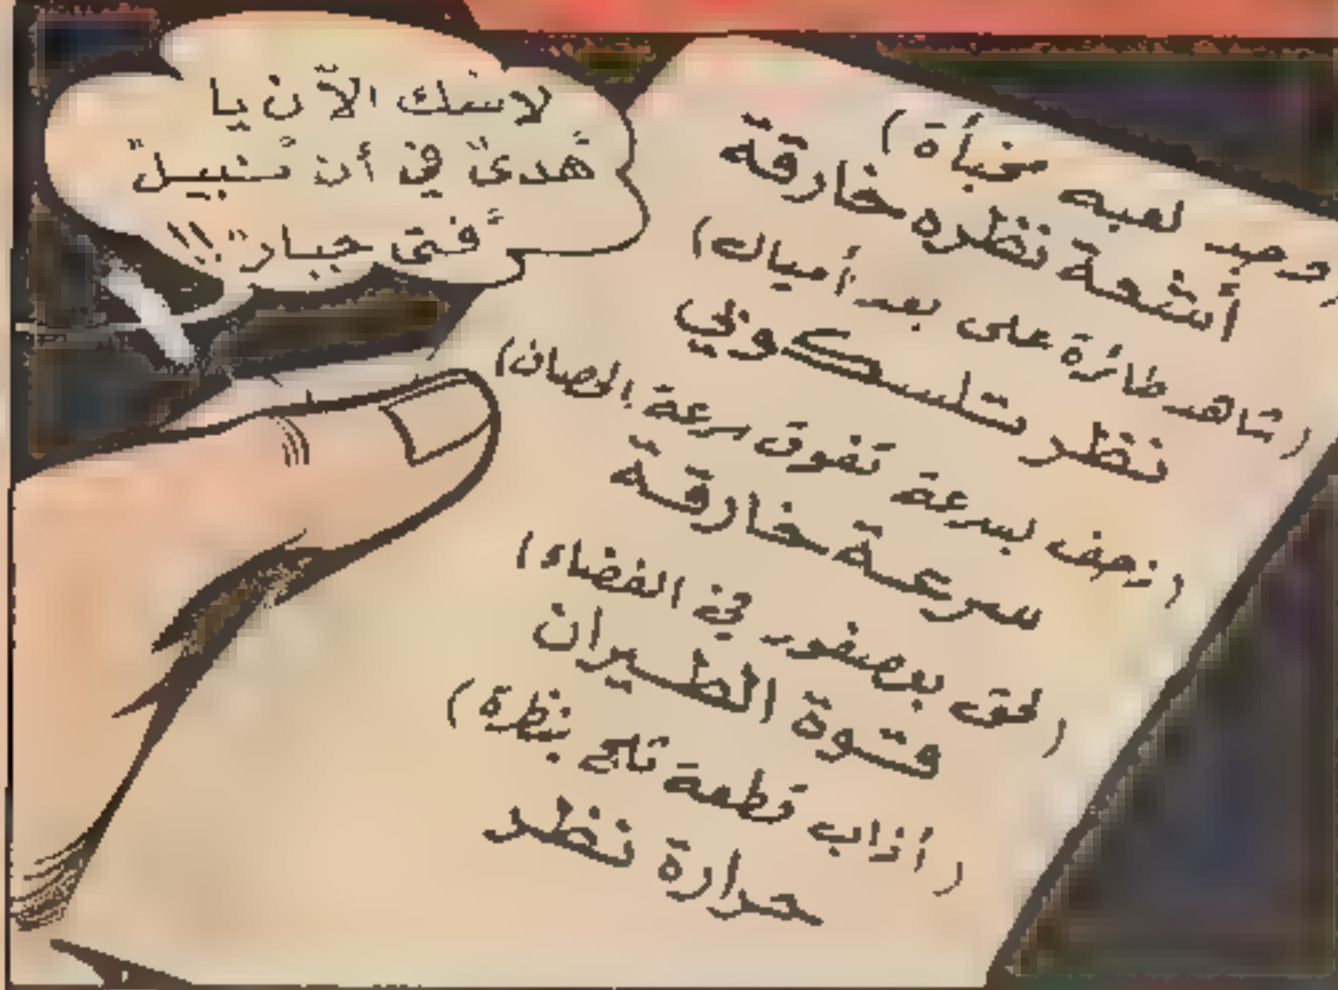 لاشك الآن يا
"هدى" في أن "نبيل"
"فتى جبار"!!
(وجد لعبه مخبأة)
أشعة نظره خارقة
(شاهد طائرة على بعد أميال)
نظر تلسكوبي
(زحف بسرعة تفوق سرعة الحصان)
سرعة خارقة
(لحق بعصفور في الفضاء)
قوة الطيران
(أذاب قطعة ثلج بنظرة)
حرارة نظر